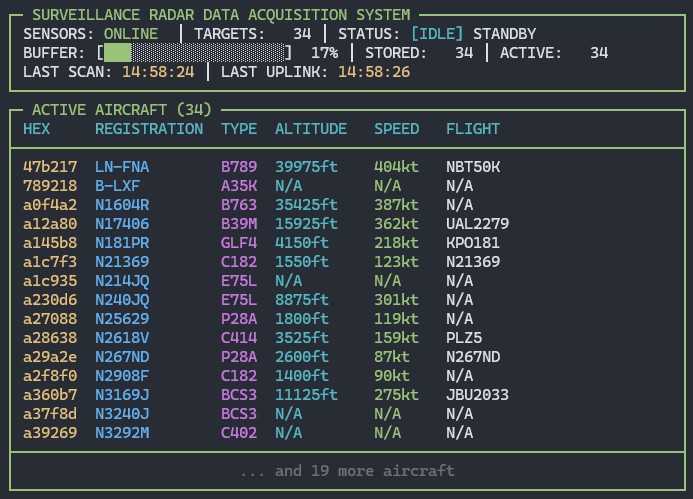 SURVEILLANCE RADAR DATA ACQUISITION SYSTEM
SENSORS: ONLINE | TARGETS: 34 | STATUS: [IDLE] STANDBY
BUFFER: [ ] 17% | STORED: 34 | ACTIVE: 34
LAST SCAN: 14:58:24 | LAST UPLINK: 14:58:26
ACTIVE AIRCRAFT (34)
HEX REGISTRATION TYPE ALTITUDE SPEED FLIGHT
47b217 LN-FNA B789 39975ft 404kt NBT50K
789218 B-LXF A35K N/A N/A N/A
a0f4a2 N1604R B763 35425ft 387kt N/A
a12a80 N17406 B39M 15925ft 362kt UAL2279
a145b8 N181PR GLF4 4150ft 218kt KPO181
a1c7f3 N21369 C182 1550ft 123kt N21369
a1c935 N214JQ E75L N/A N/A N/A
a230d6 N240JQ E75L 8875ft 301kt N/A
a27088 N25629 P28A 1800ft 119kt N/A
a28638 N2618V C414 3525ft 159kt PLZ5
a29a2e N267ND P28A 2600ft 87kt N267ND
a2f8f0 N2908F C182 1400ft 90kt N/A
a360b7 N3169J BCS3 11125ft 275kt JBU2033
a37f8d N3240J BCS3 N/A N/A N/A
a39269 N3292M C402 N/A N/A N/A
... and 19 more aircraft